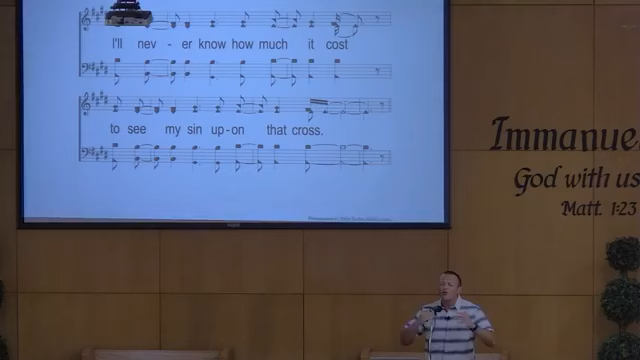 I'll nev - er know how much it cost
to see my sin up - on that cross.
Immanue
God with us
Matt. 1:23